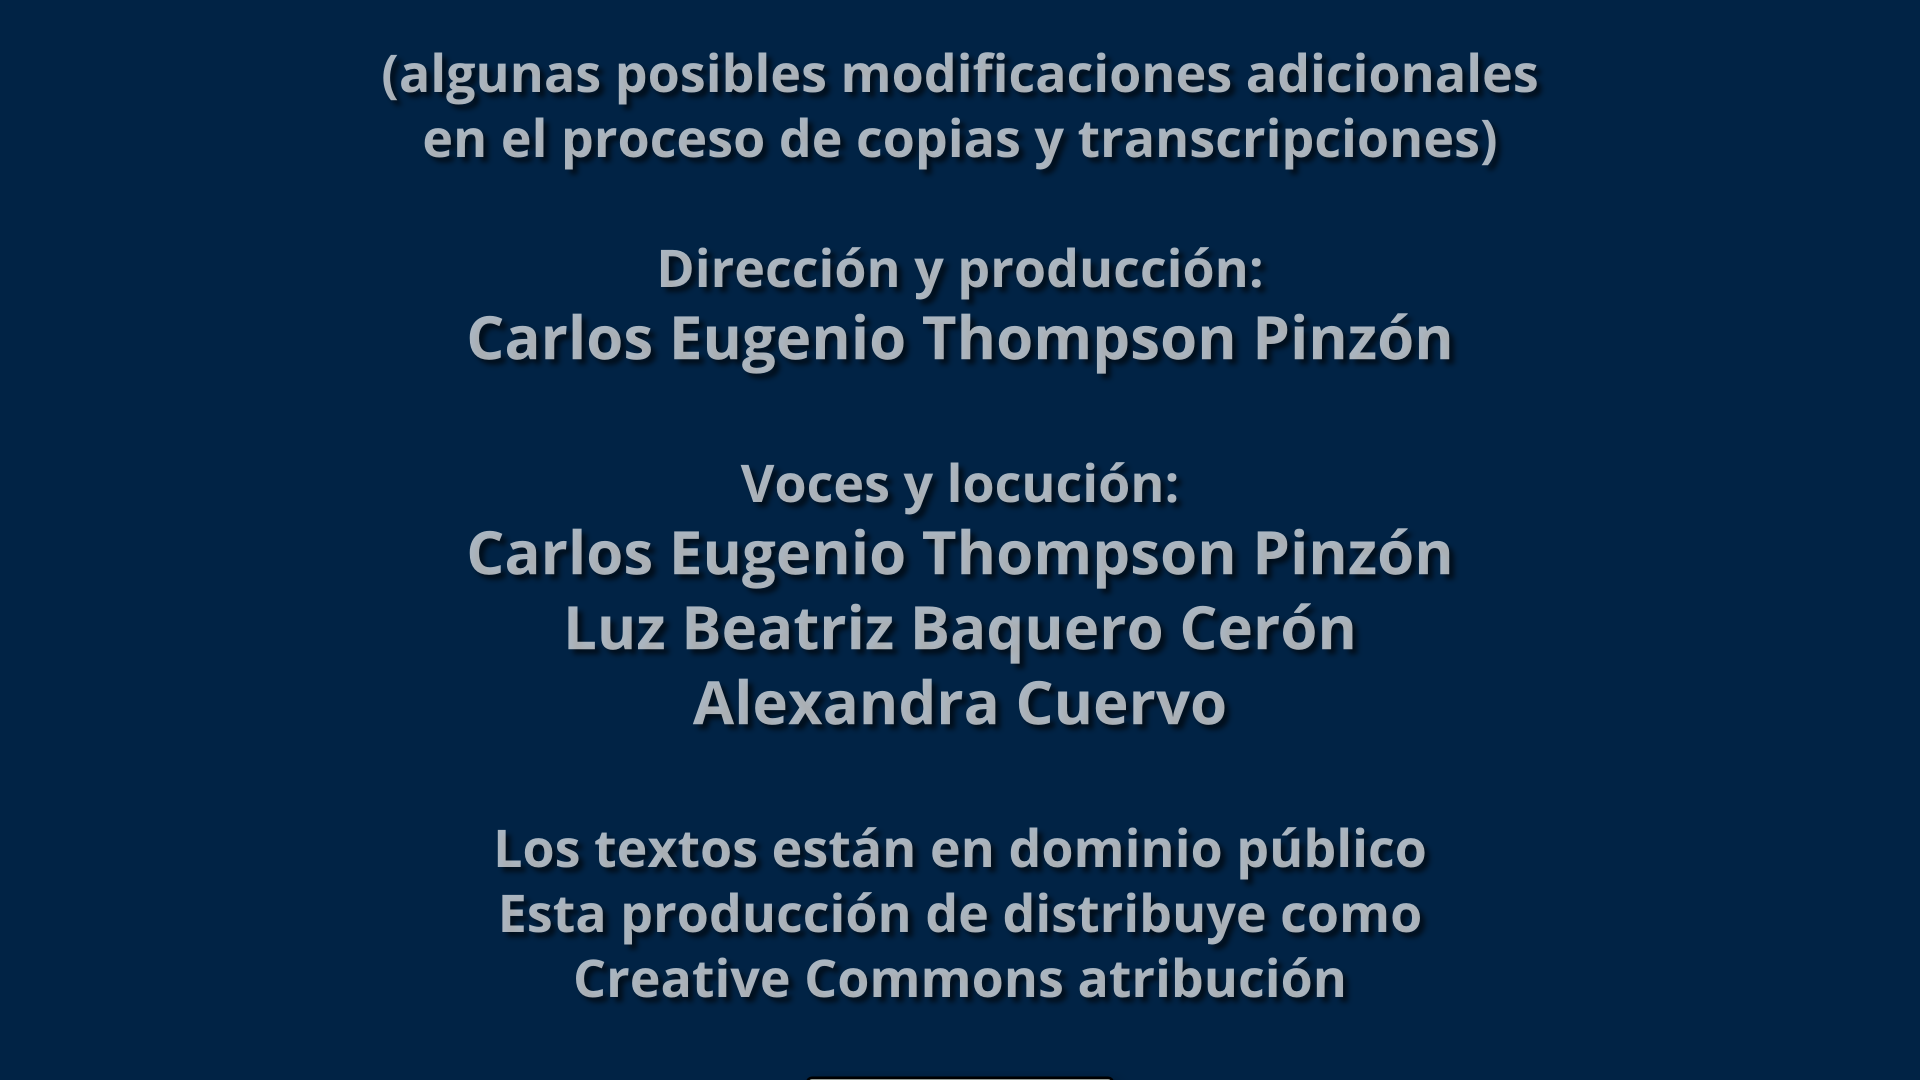 (algunas posibles modificaciones adicionales
en el proceso de copias y transcripciones)
Dirección y producción:
Carlos Eugenio Thompson Pinzón
Voces y locución:
Carlos Eugenio Thompson Pinzón
Luz Beatriz Baquero Cerón
Alexandra Cuervo
Los textos están en dominio público
Esta producción de distribuye como
Creative Commons atribución